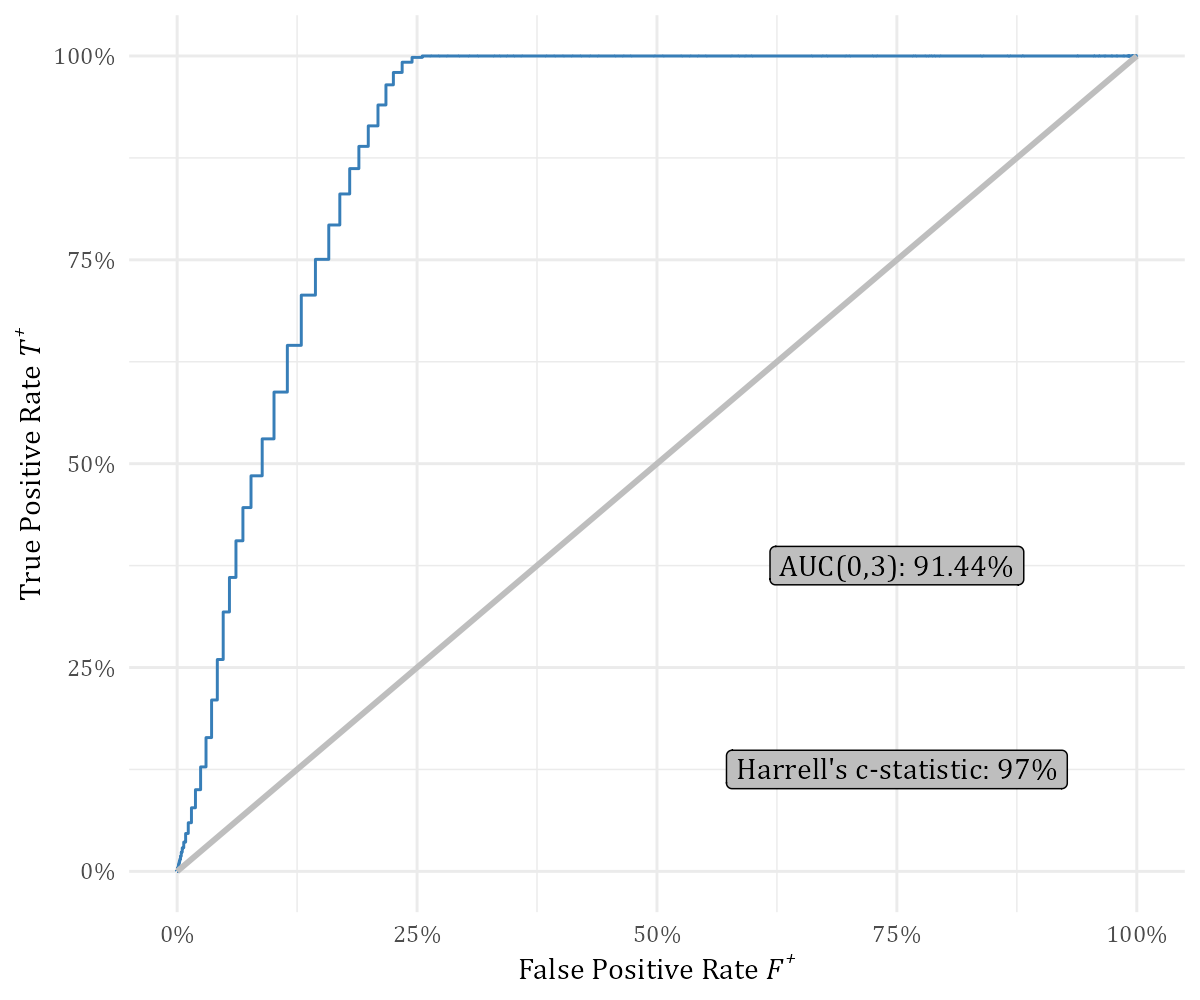 100%
75%
50%
25%
0%
True Positive Rate T⁺
AUC(0,3): 91.44%
Harrell's c-statistic: 97%
0%
25%
50%
75%
100%
False Positive Rate F⁺